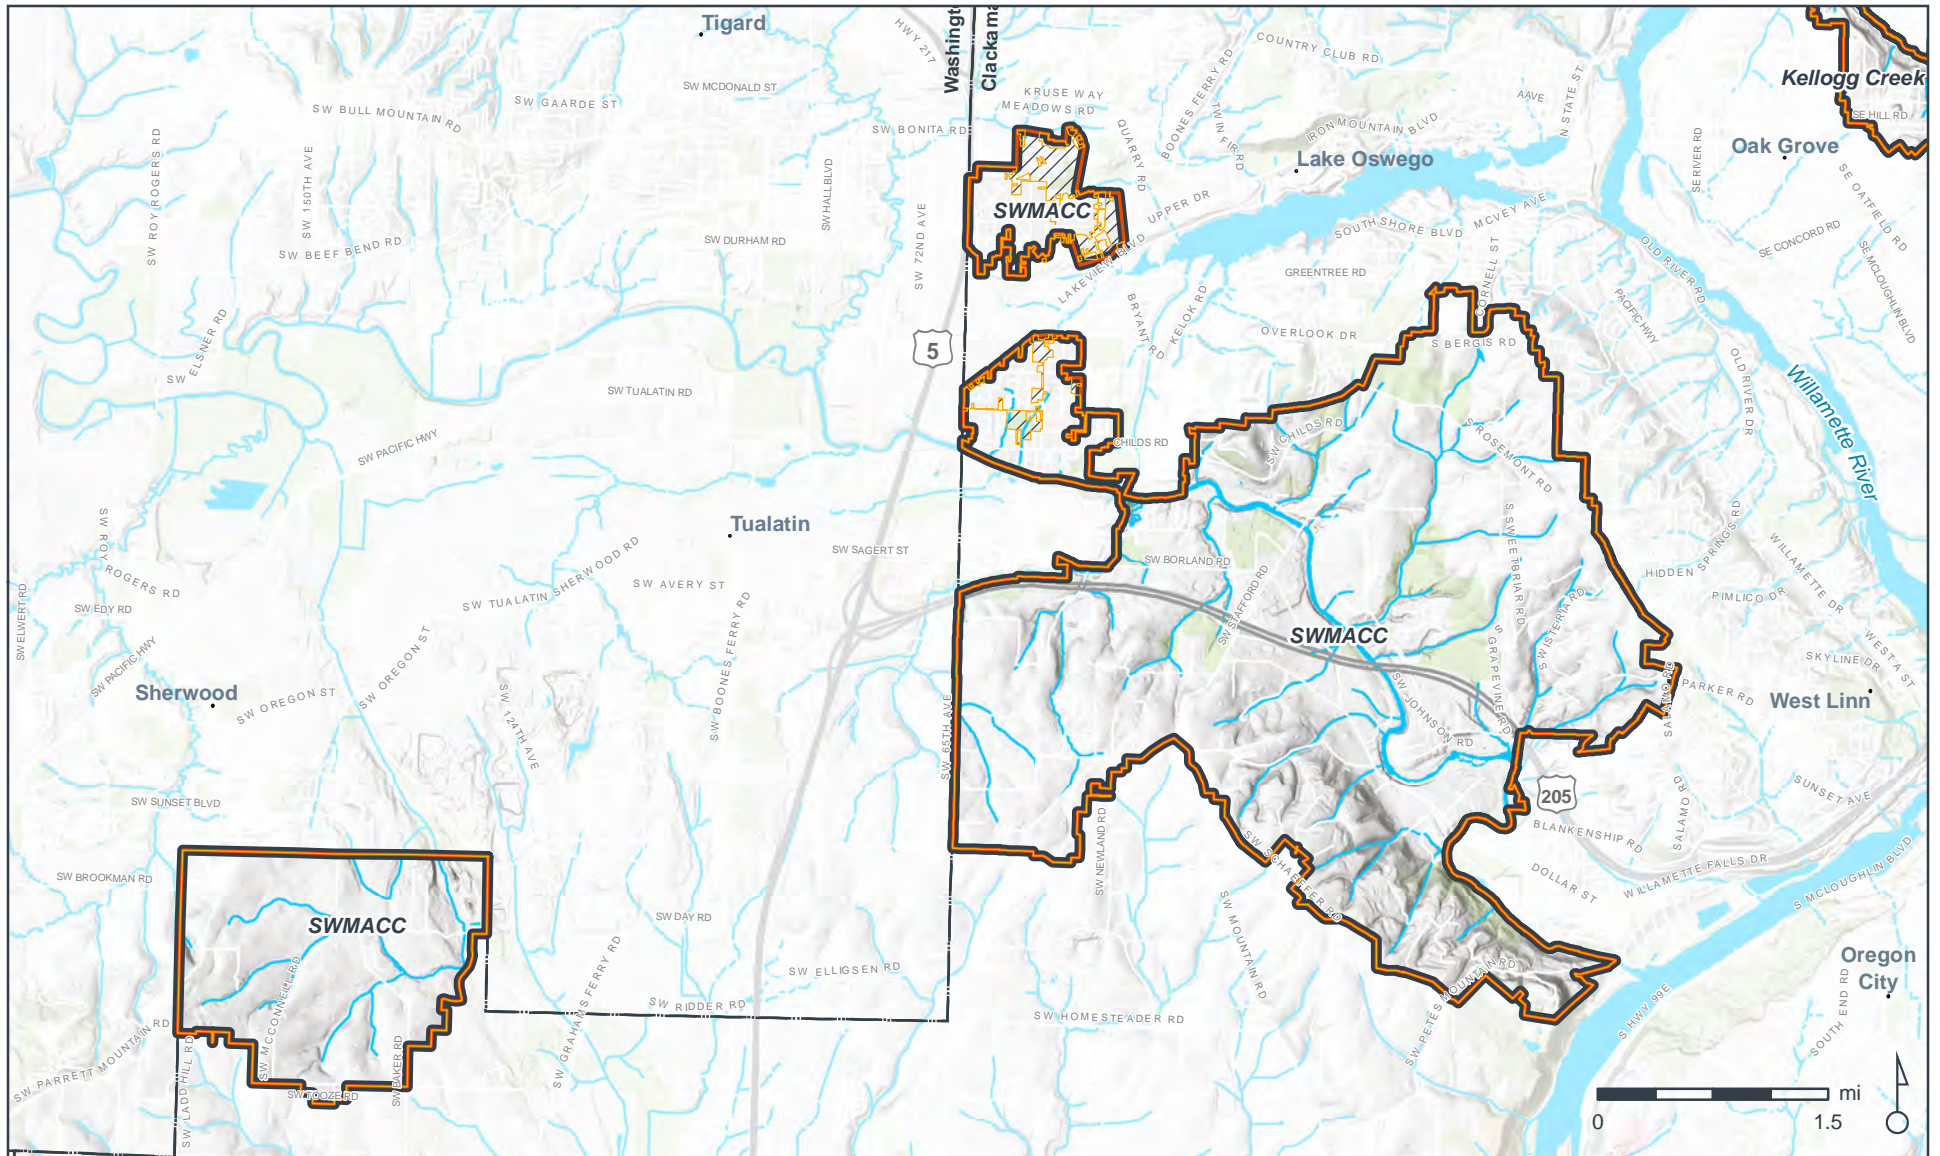 Tigard
HWY 217
Washingt
Clackama
COUNTRY CLUB RD
BOONES FERRY RD
N STATE ST
Kellogg Creek
SW MCDONALD ST
KRUSE WAY
MEADOWS RD
AAVE
SW GAARDE ST
SW BULL MOUNTAIN RD
SE HILL RD
TWIN FIR RD
IRON MOUNTAIN BLVD
SW BONITA RD
QUARRY RD
Oak Grove
Lake Oswego
SW ROY ROGERS RD
SW 150TH AVE
SW HALL BLVD
SE RIVER RD
SE OATFIELD RD
SWMACC
UPPER DR
MCVEY AVE
SOUTH SHORE BLVD
SW 72ND AVE
SW DURHAM RD
SW BEEF BEND RD
SE CONCORD RD
SE MCLOUGHLIN BLVD
OLD RIVER RD
LAKEVIEW BLVD
GREENTREE RD
CORNELL ST
BRYANT RD
KELOK RD
PACIFIC HWY
OVERLOOK DR
S BERGIS RD
SW ELSNER RD
5
OLD RIVER DR
SW TUALATIN RD
Willamette River
SW PACIFIC HWY
CHILDS RD
SW CHILDS RD
S ROSEMONT RD
SW ROY
ROGERS RD
Tualatin
SW SAGERT ST
SW BORLAND RD
S SWEETBRIAR RD
HIDDEN SPRINGS RD
WILLAMETTE DR
SW TUALATIN SHERWOOD RD
SW AVERY ST
SW STAFFORD RD
SW EDY RD
SW ELWERT RD
PIMLICO DR
S WISTERIA RD
SW BOONES FERRY RD
SWMACC
S GRAPEVINE RD
WEST A ST
SKYLINE DR
SW PACIFIC HWY
SW OREGON ST
Sherwood
SW OREGON ST
SW 124TH AVE
SW 65TH AVE
SW JOHNSON RD
SALAMO RD
PARKER RD
West Linn
SW SUNSET BLVD
205
SUNSET AVE
SALAMO RD
BLANKENSHIP RD
SW NEWLAND RD
SW SCHAEFFER RD
WILLAMETTE FALLS DR
S MCLOUGHLIN BLVD
DOLLAR ST
SW BROOKMAN RD
SWMACC
SW DAY RD
SW MOUNTAIN RD
SW ELLIGSEN RD
SW PETES MOUNTAIN RD
Oregon
City
SW MCCONNELL RD
SW GRAHAMS FERRY RD
SW RIDDER RD
SW HOMESTEADER RD
S HWY 99E
SOUTH END RD
SW PARRETT MOUNTAIN RD
SW LADD HILL RD
SW BAKER RD
SW TOOZE RD
mi
0
1.5